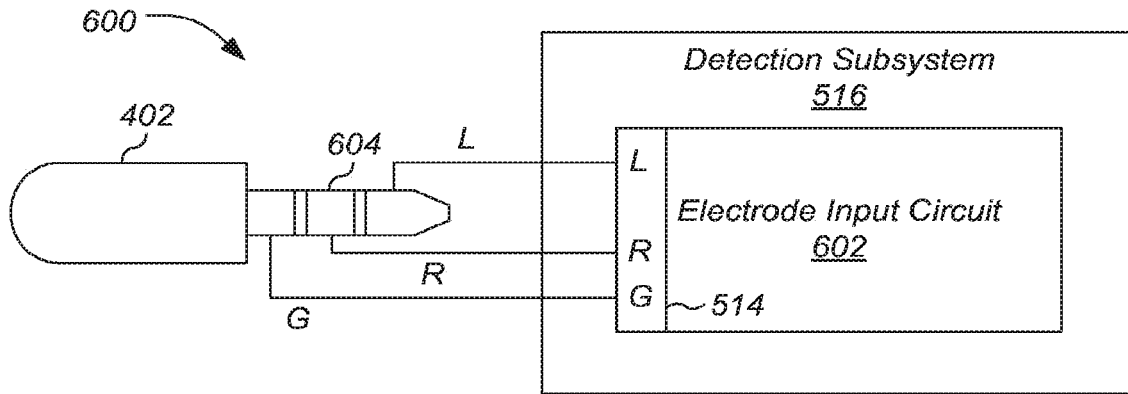 600
Detection Subsystem
516
402
604
L
L
Electrode Input Circuit
602
R
R
G
G
514